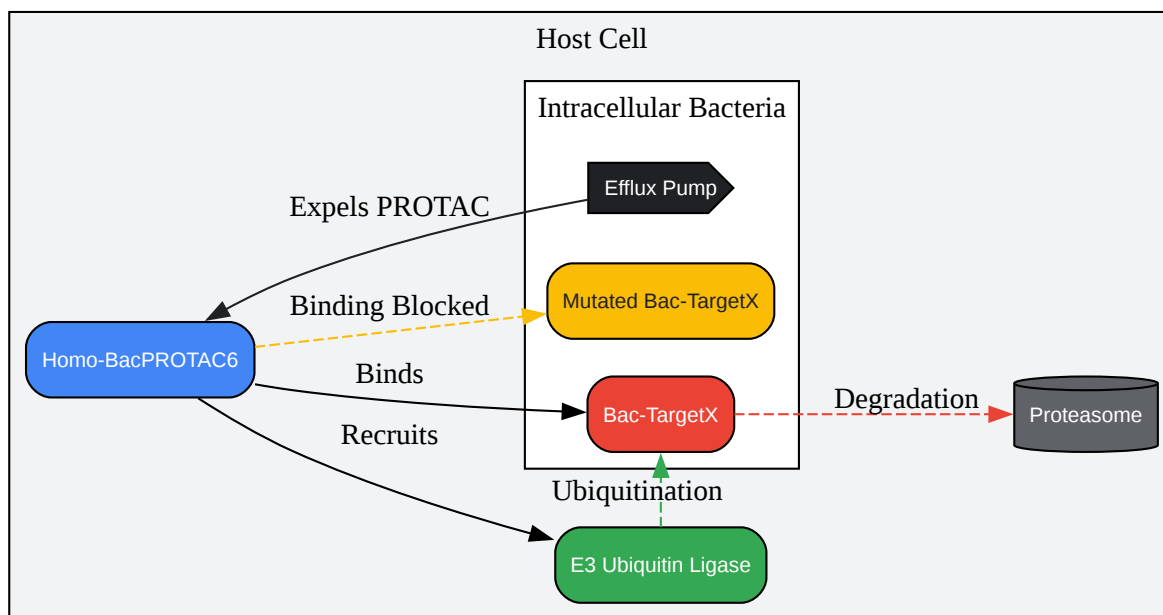 Host Cell
Intracellular Bacteria
Efflux Pump
Expels PROTAC
Mutated Bac-TargetX
Binding Blocked
Homo-BacPROTAC6
Binds
Bac-TargetX
Degradation
Proteasome
Recruits
Ubiquitination
E3 Ubiquitin Ligase